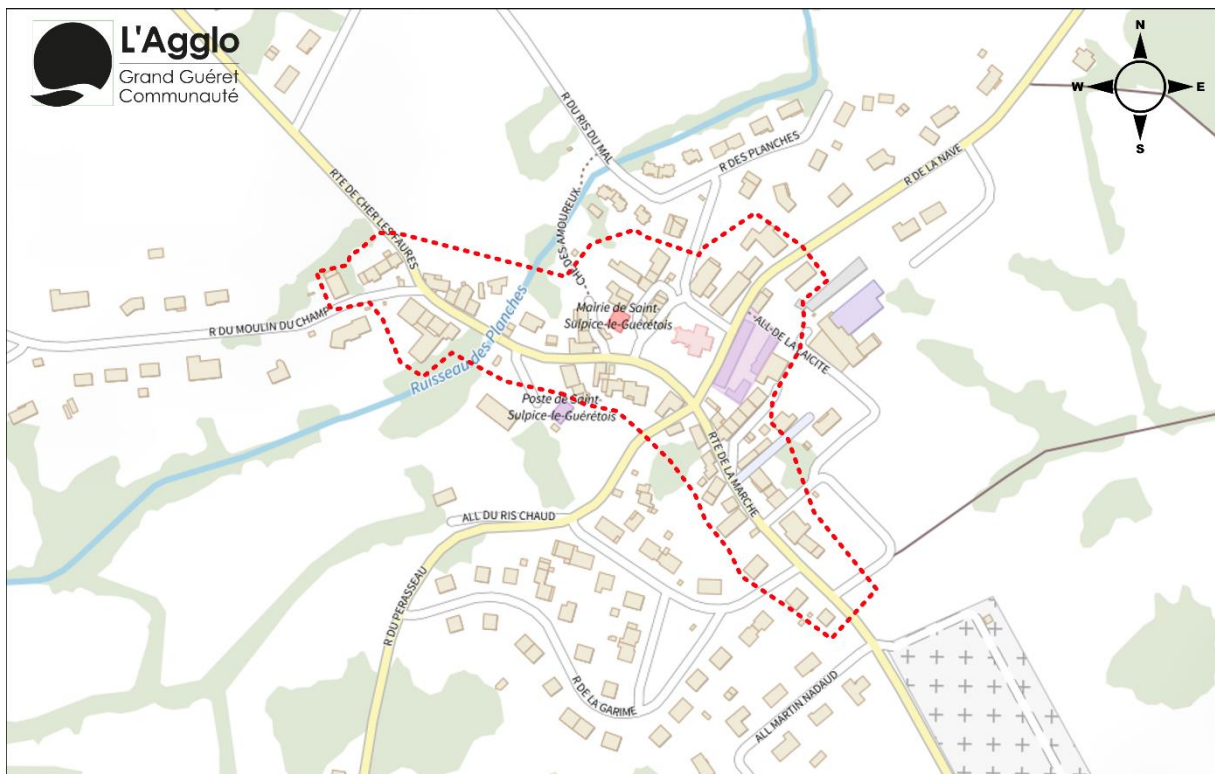 L'Agglo
Grand Guéret
Communauté
N
W
E
S
R DU RIS DU MAL
R DES PLANCHES
R DE LA NAVE
RTE DE CHER LES FAURES
CHE DES AMOUREUX
Mairie de Saint-
Sulpice-le-Guérétois
R DU MOULIN DU CHAMP
Ruisseau des Planches
ALL DE LA LAICITE
Poste de Saint-
Sulpice-le-Guérétois
RTE DE LA MARCHE
ALL DU RIS CHAUD
R DU PERASSEAU
R DE LA GARIME
ALL MARTIN NADAUD